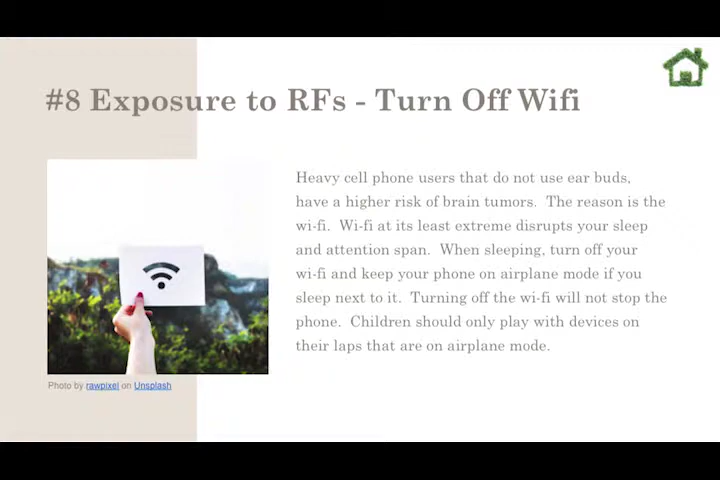 #8 Exposure to RFs - Turn Off Wifi
Heavy cell phone users that do not use ear buds,
have a higher risk of brain tumors.  The reason is the
wi-fi.  Wi-fi at its least extreme disrupts your sleep
and attention span.  When sleeping, turn off your
wi-fi and keep your phone on airplane mode if you
sleep next to it.  Turning off the wi-fi will not stop the
phone.  Children should only play with devices on
their laps that are on airplane mode.
Photo by rawpixel on Unsplash